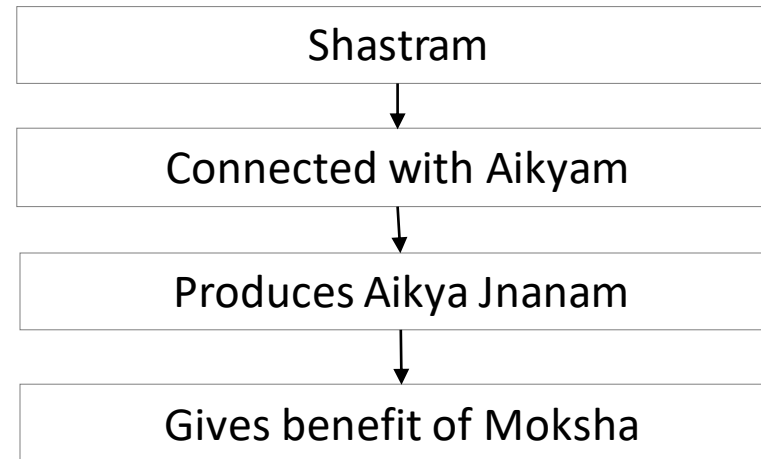 Shastram
Connected with Aikyam
Produces Aikya Jnanam
Gives benefit of Moksha